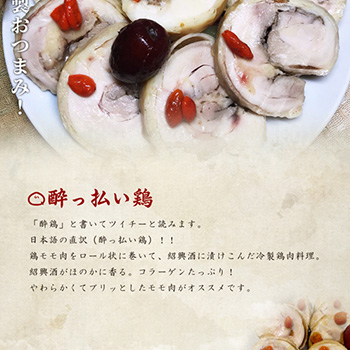 製おつまみ！
酔っ払い鶏
「酔鶏」と書いてツイチーと読みます。
日本語の直訳（酔っ払い鶏）！！
鶏モモ肉をロール状に巻いて、紹興酒に漬けこんだ冷製鶏肉料理。
紹興酒がほのかに香る。コラーゲンたっぷり！
やわらかくてプリッとしたモモ肉がオススメです。